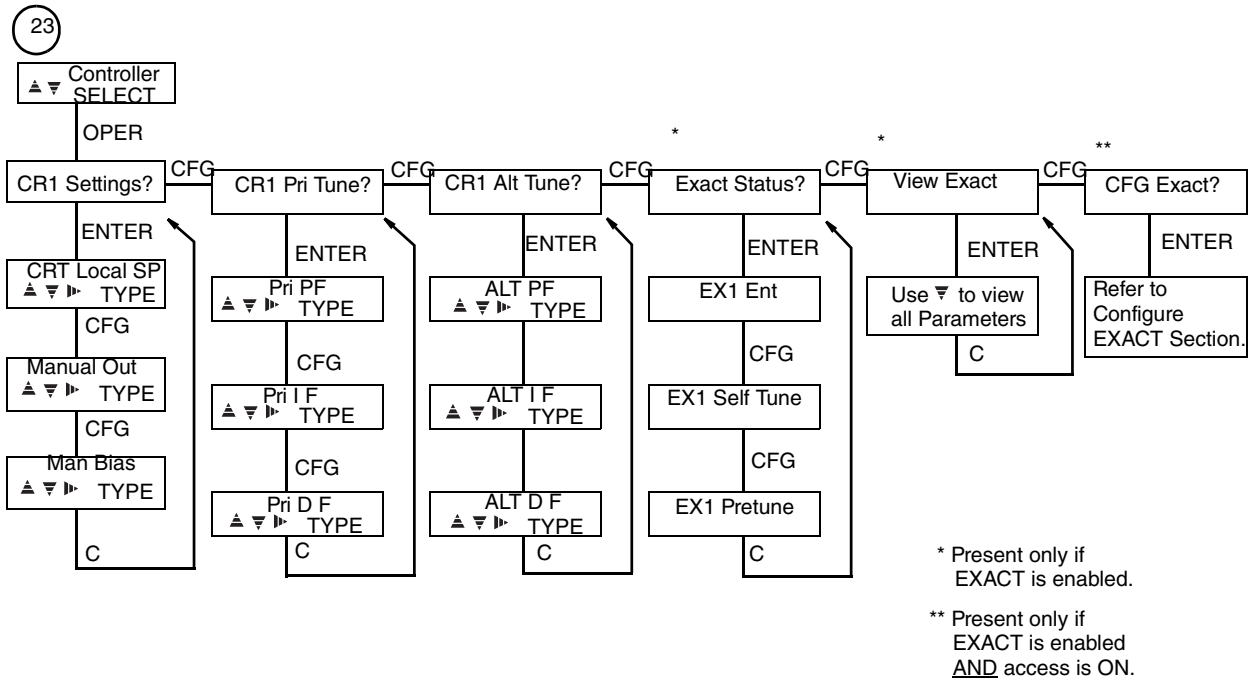 23
Controller
SELECT
OPER
CR1 Settings?
CFG
CR1 Pri Tune?
CFG
CR1 Alt Tune?
CFG
*
Exact Status?
CFG
*
View Exact
CFG
**
CFG Exact?
ENTER
CRT Local SP
TYPE
CFG
Manual Out
TYPE
CFG
Man Bias
TYPE
C
ENTER
Pri PF
TYPE
CFG
Pri I F
TYPE
CFG
Pri D F
TYPE
C
ENTER
ALT PF
TYPE
ALT I F
TYPE
ALT D F
TYPE
C
ENTER
EX1 Ent
CFG
EX1 Self Tune
CFG
EX1 Pretune
C
ENTER
Use ▼ to view
all Parameters
C
ENTER
Refer to
Configure
EXACT Section.
* Present only if
EXACT is enabled.
** Present only if
EXACT is enabled
AND access is ON.